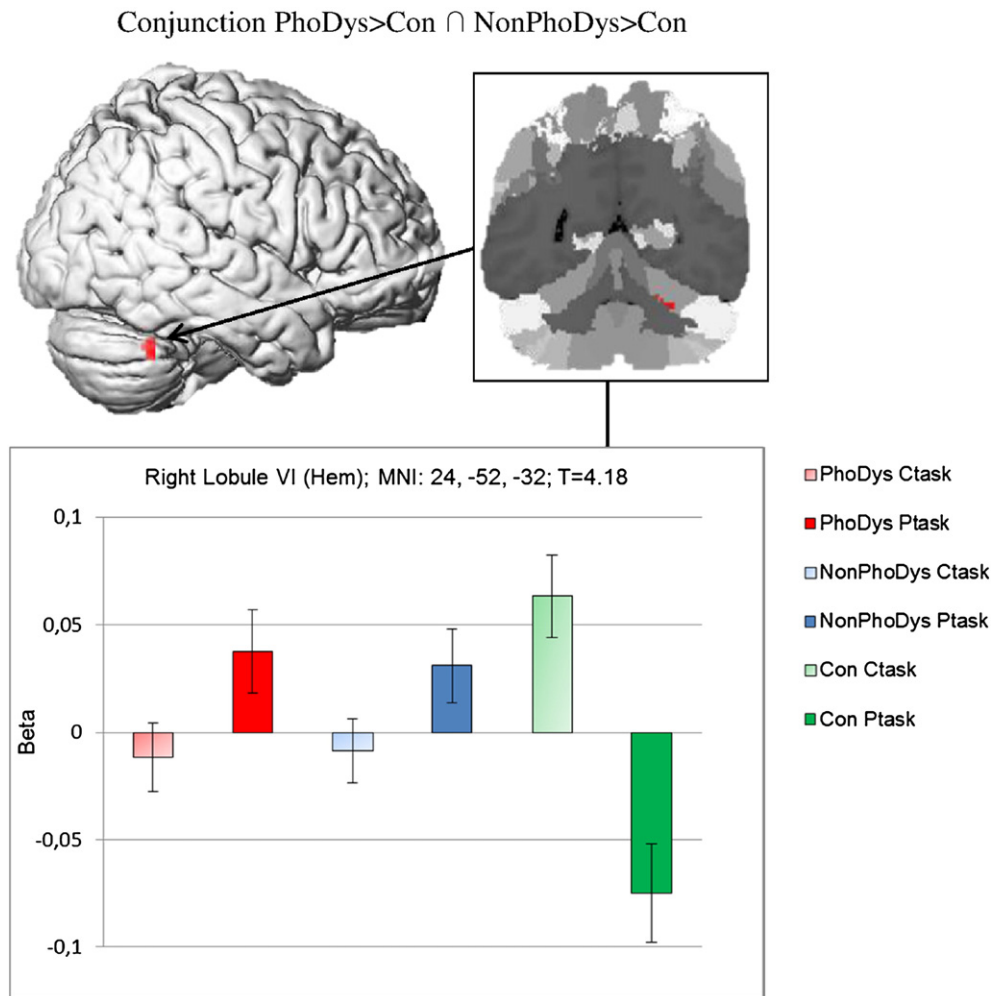 Conjunction PhoDys>Con ∩ NonPhoDys>Con
Right Lobule VI (Hem); MNI: 24, -52, -32; T=4.18
0,1
0,05
0
-0,05
-0,1
Beta
PhoDys Ctask
PhoDys Ptask
NonPhoDys Ctask
NonPhoDys Ptask
Con Ctask
Con Ptask